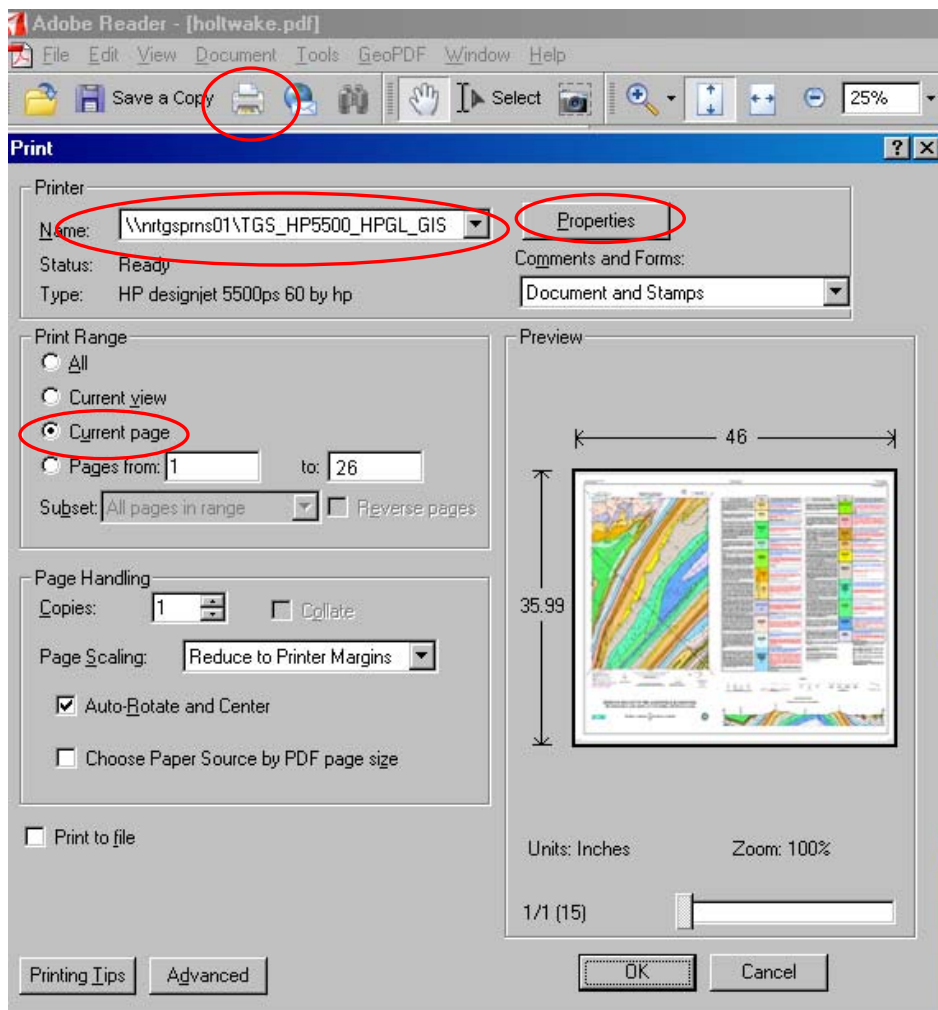 Adobe Reader - [holtwake.pdf]
File Edit View Document Tools GeoPDF Window Help
Save a Copy Select 25%
Print
Printer
Name: \\nrtgsprns01\TGS_HP5500_HPGL_GIS Properties
Status: Ready Comments and Forms:
Type: HP designjet 5500ps 60 by hp Document and Stamps
Print Range Preview
All
Current view
Current page 46
Pages from: 1 to: 26
Subset: All pages in range Reverse pages
Page Handling
Copies: 1 Collate 35.99
Page Scaling: Reduce to Printer Margins
Auto-Rotate and Center
Choose Paper Source by PDF page size
Print to file
Units: Inches Zoom: 100%
1/1 (15)
Printing Tips Advanced OK Cancel